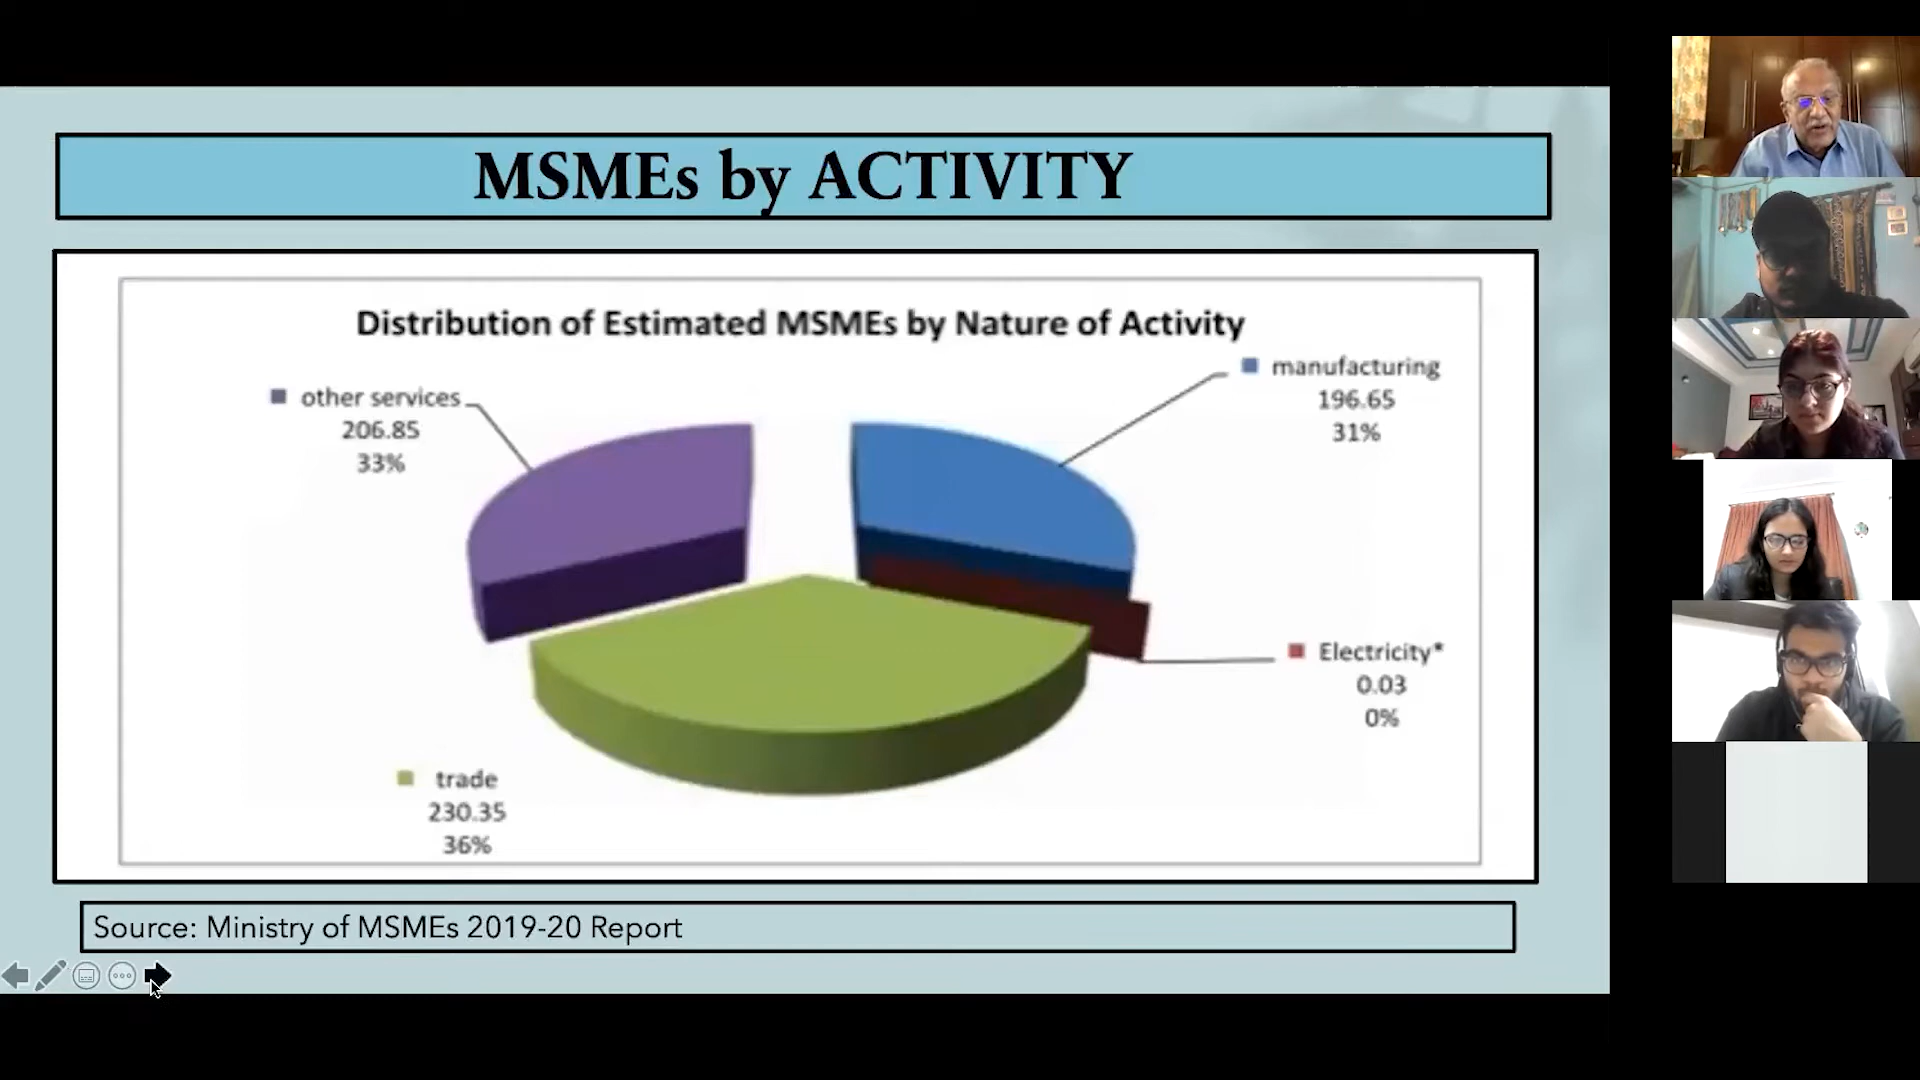 MSMEs by ACTIVITY
Distribution of Estimated MSMEs by Nature of Activity
manufacturing
196.65
31%
other services
206.85
33%
Electricity*
0.03
0%
trade
230.35
36%
Source: Ministry of MSMEs 2019-20 Report